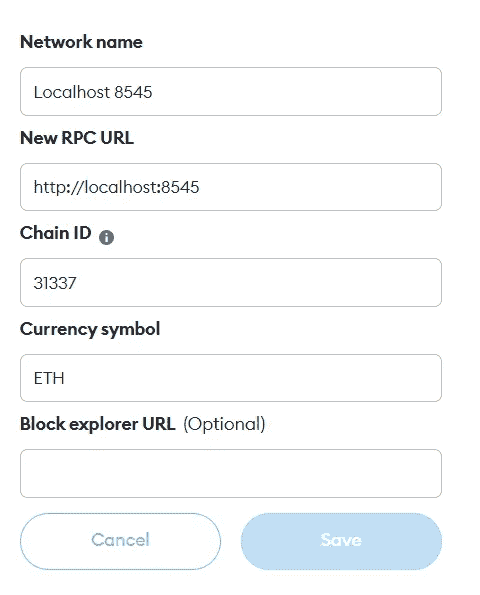 Network name
Localhost 8545
New RPC URL
http://localhost:8545
Chain ID
31337
Currency symbol
ETH
Block explorer URL (Optional)
Cancel Save